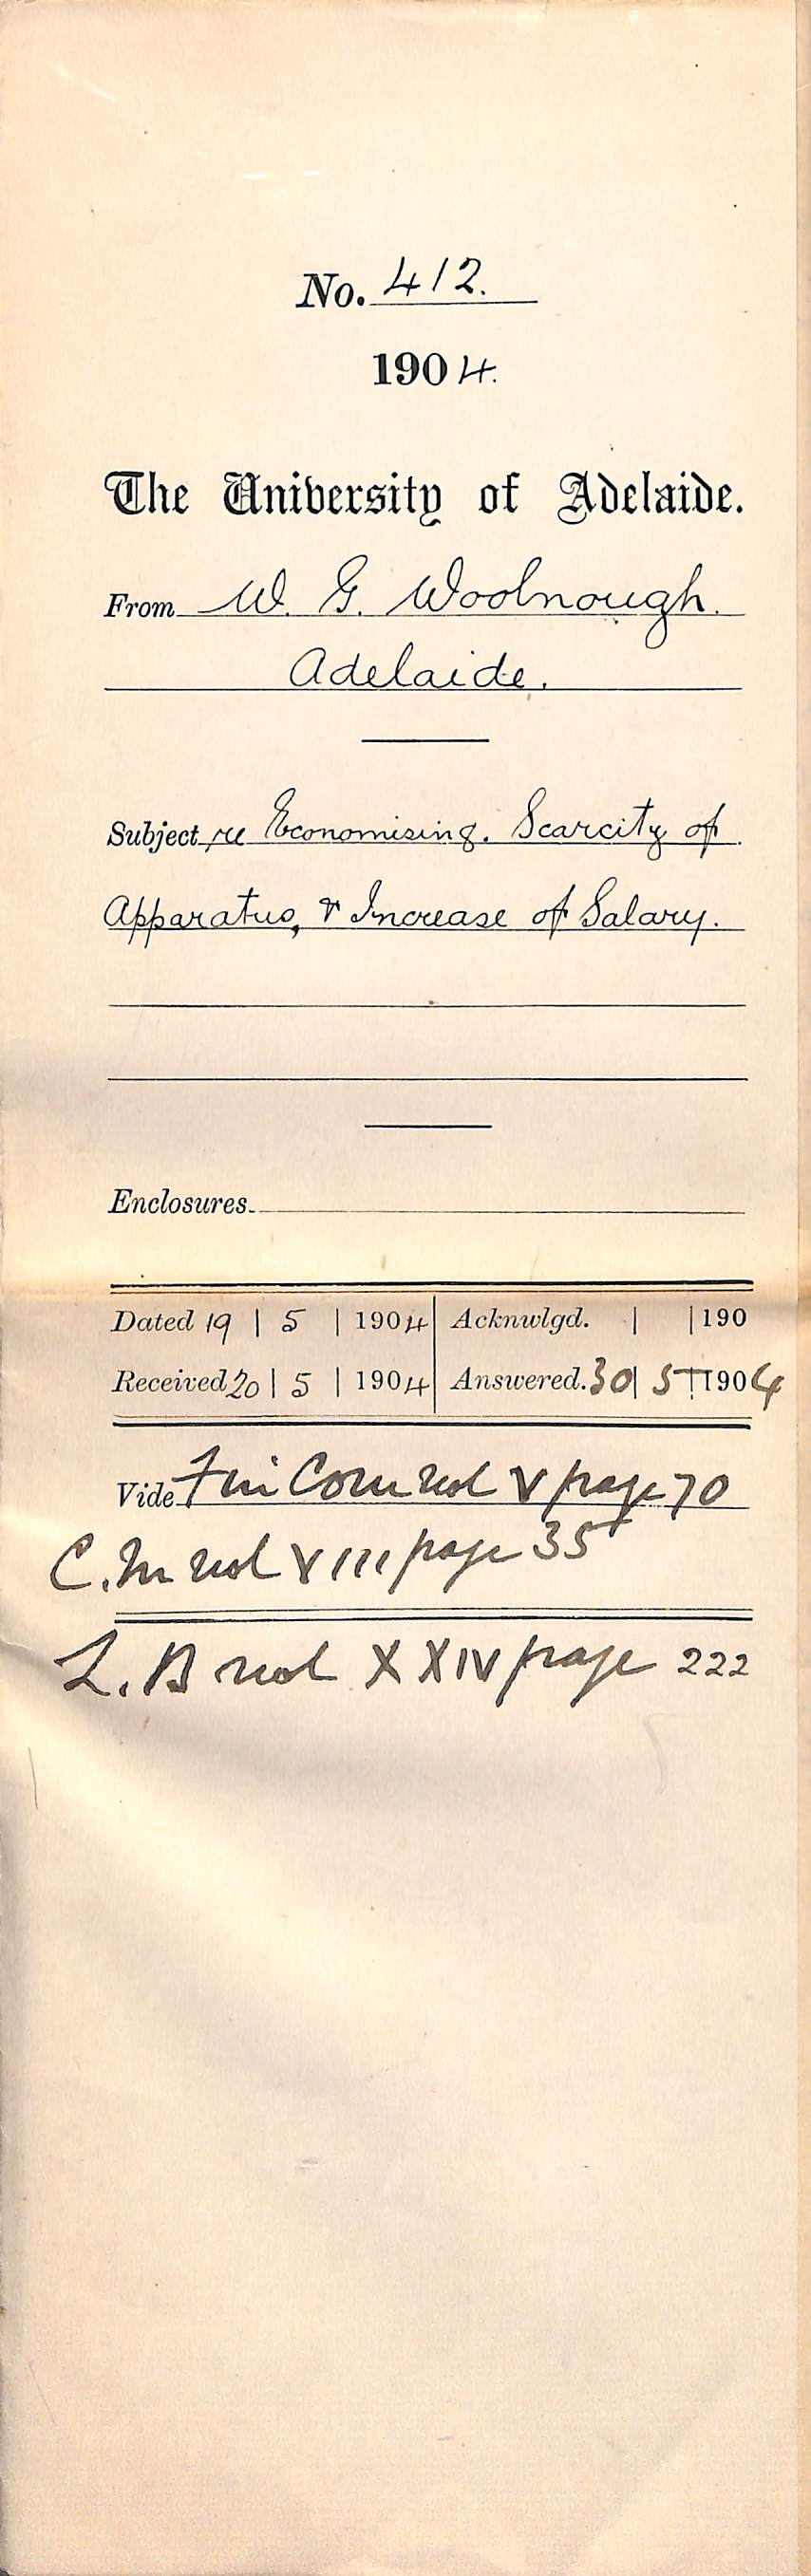 No. 412.
1904.
The University of Adelaide.
From W. G. Woolnough.
Adelaide.
Subject re Economising. Scarcity of
Apparatus, & Increase of Salary.
Enclosures.
Dated 19 | 5 | 1904 Acknwlgd. | | 190
Received 20 | 5 | 1904 Answered. 30 | 5 | 1904
Vide Fin Com vol V page 70
C.M vol VIII page 35
L. B vol XXIV page 222